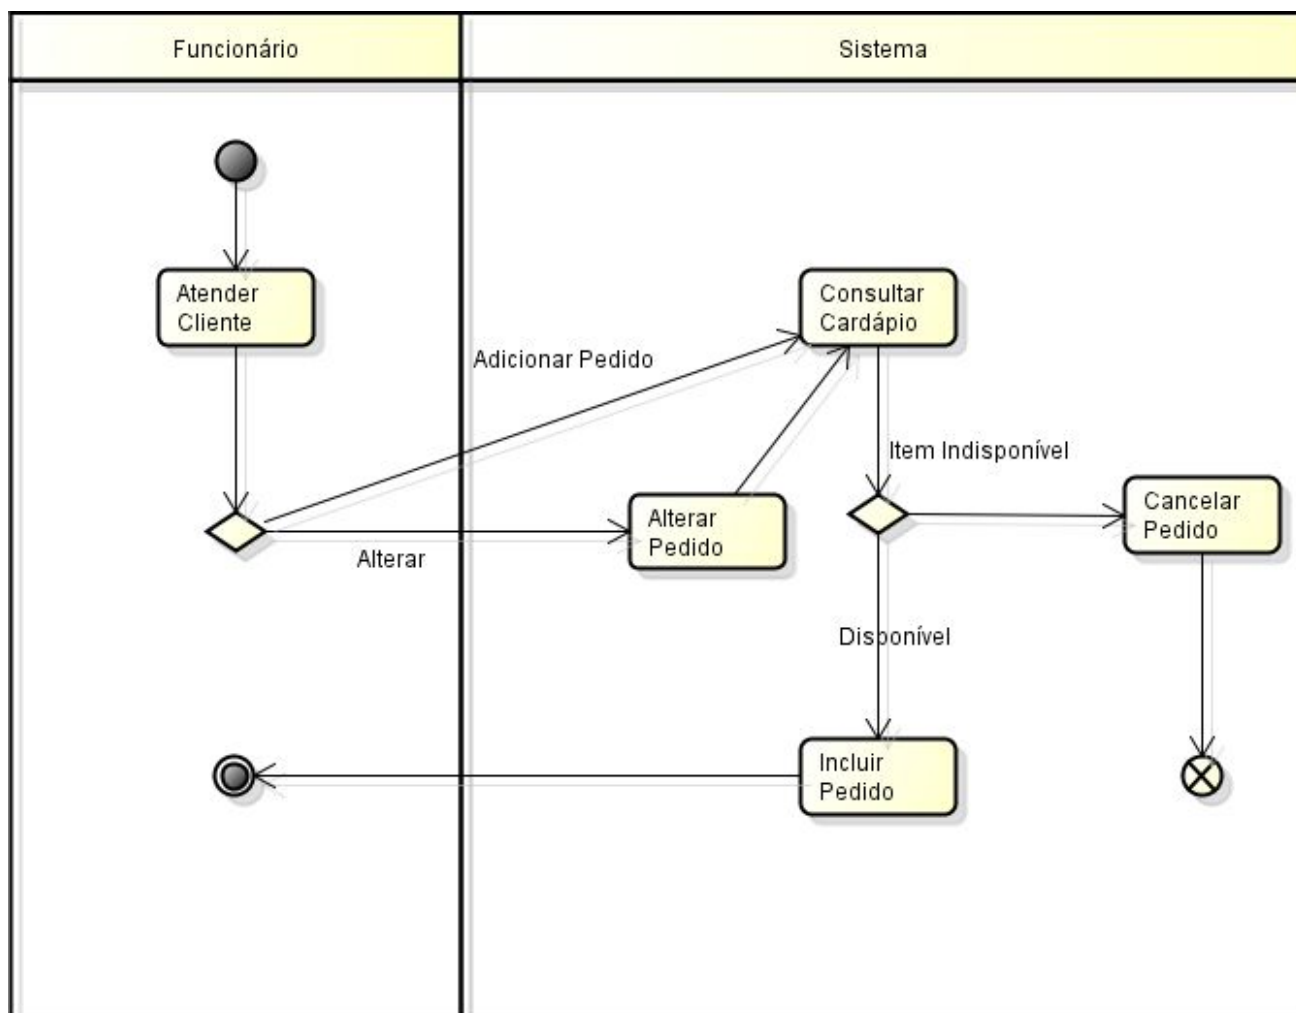 Funcionário
Sistema
Atender
Cliente
Consultar
Cardápio
Adicionar Pedido
Item Indisponível
Cancelar
Pedido
Alterar
Pedido
Alterar
Disponível
Incluir
Pedido